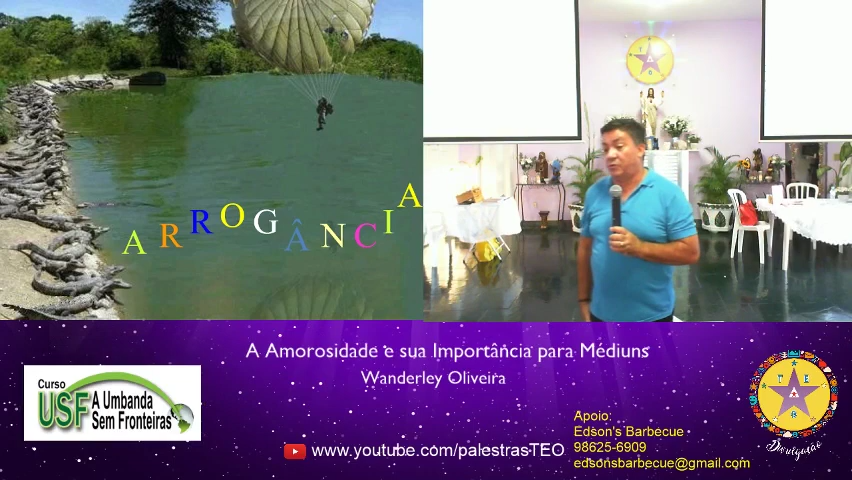 ARROGÂNCIA
A Amorosidade e sua Importância para Médiuns
Wanderley Oliveira
Curso
USF A Umbanda
Sem Fronteiras
www.youtube.com/palestrasTEO
Apoio:
Edson's Barbecue
98625-6909
edsonsbarbecue@gmail.com
T E A B
Divulgação